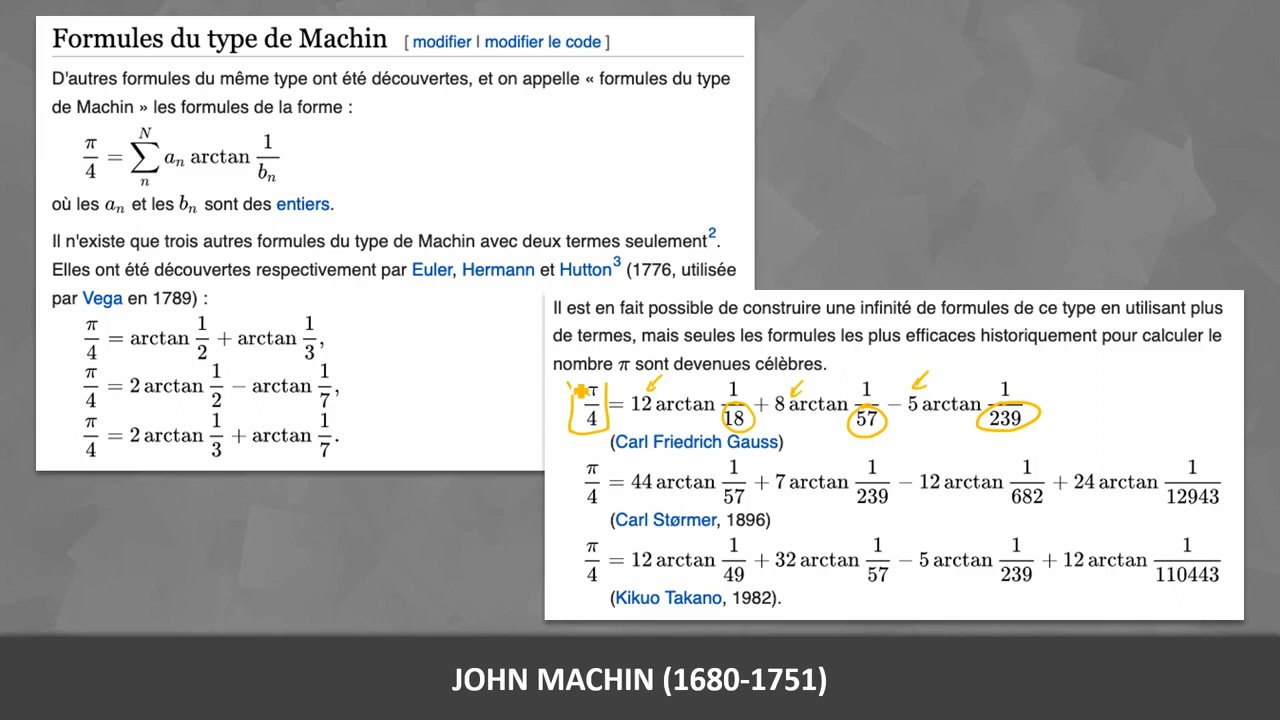 Formules du type de Machin [ modifier | modifier le code ]
D'autres formules du même type ont été découvertes, et on appelle « formules du type
de Machin » les formules de la forme :
π/4 = ∑_n^N a_n arctan 1/b_n
où les a_n et les b_n sont des entiers.
Il n'existe que trois autres formules du type de Machin avec deux termes seulement².
Elles ont été découvertes respectivement par Euler, Hermann et Hutton³ (1776, utilisée
par Vega en 1789) :
π/4 = arctan 1/2 + arctan 1/3,
π/4 = 2 arctan 1/2 − arctan 1/7,
π/4 = 2 arctan 1/3 + arctan 1/7.
Il est en fait possible de construire une infinité de formules de ce type en utilisant plus
de termes, mais seules les formules les plus efficaces historiquement pour calculer le
nombre π sont devenues célèbres.
π/4 = 12 arctan 1/18 + 8 arctan 1/57 − 5 arctan 1/239
(Carl Friedrich Gauss)
π/4 = 44 arctan 1/57 + 7 arctan 1/239 − 12 arctan 1/682 + 24 arctan 1/12943
(Carl Størmer, 1896)
π/4 = 12 arctan 1/49 + 32 arctan 1/57 − 5 arctan 1/239 + 12 arctan 1/110443
(Kikuo Takano, 1982).
JOHN MACHIN (1680-1751)